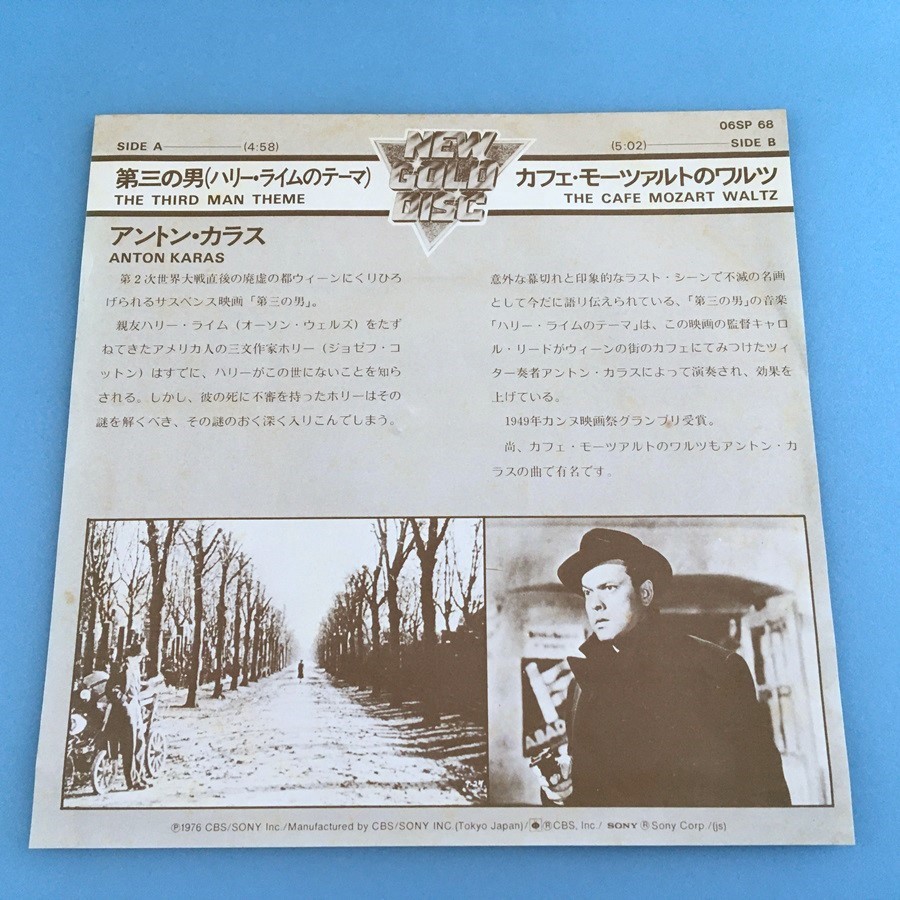 06SP 68
SIDE A (4:58)
(5:02) SIDE B
NEW
GOLD
DISC
第三の男(ハリー・ライムのテーマ)
THE THIRD MAN THEME
カフェ・モーツァルトのワルツ
THE CAFE MOZART WALTZ
アントン・カラス
ANTON KARAS
第2次世界大戦直後の廃虚の都ウィーンにくりひろ
げられるサスペンス映画「第三の男」。
親友ハリー・ライム(オーソン・ウェルズ)をたず
ねてきたアメリカ人の三文作家ホリー(ジョゼフ・コ
ットン)はすでに、ハリーがこの世にないことを知ら
される。しかし、彼の死に不審を持ったホリーはその
謎を解くべき、その謎のおく深く入りこんでしまう。
意外な幕切れと印象的なラスト・シーンで不滅の名画
として今だに語り伝えられている、「第三の男」の音楽
「ハリー・ライムのテーマ」は、この映画の監督キャロ
ル・リードがウィーンの街のカフェにてみつけたツィ
ター奏者アントン・カラスによって演奏され、効果を
上げている。
1949年カンヌ映画祭グランプリ受賞。
尚、カフェ・モーツァルトのワルツもアントン・カ
ラスの曲で有名です。
Ⓟ1976 CBS/SONY Inc./Manufactured by CBS/SONY INC.(Tokyo Japan)/ ®CBS, Inc./ SONY ®Sony Corp./(js)